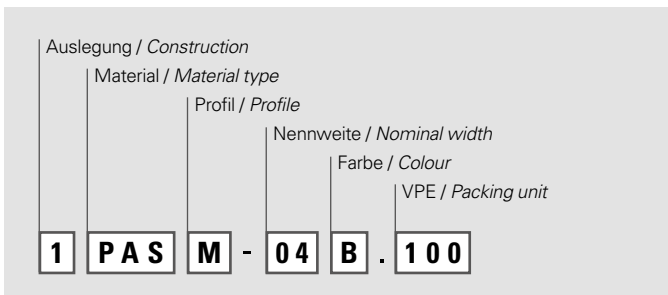 Auslegung / Construction
Material / Material type
Profil / Profile
Nennweite / Nominal width
Farbe / Colour
VPE / Packing unit
1 PAS M - 04 B . 100